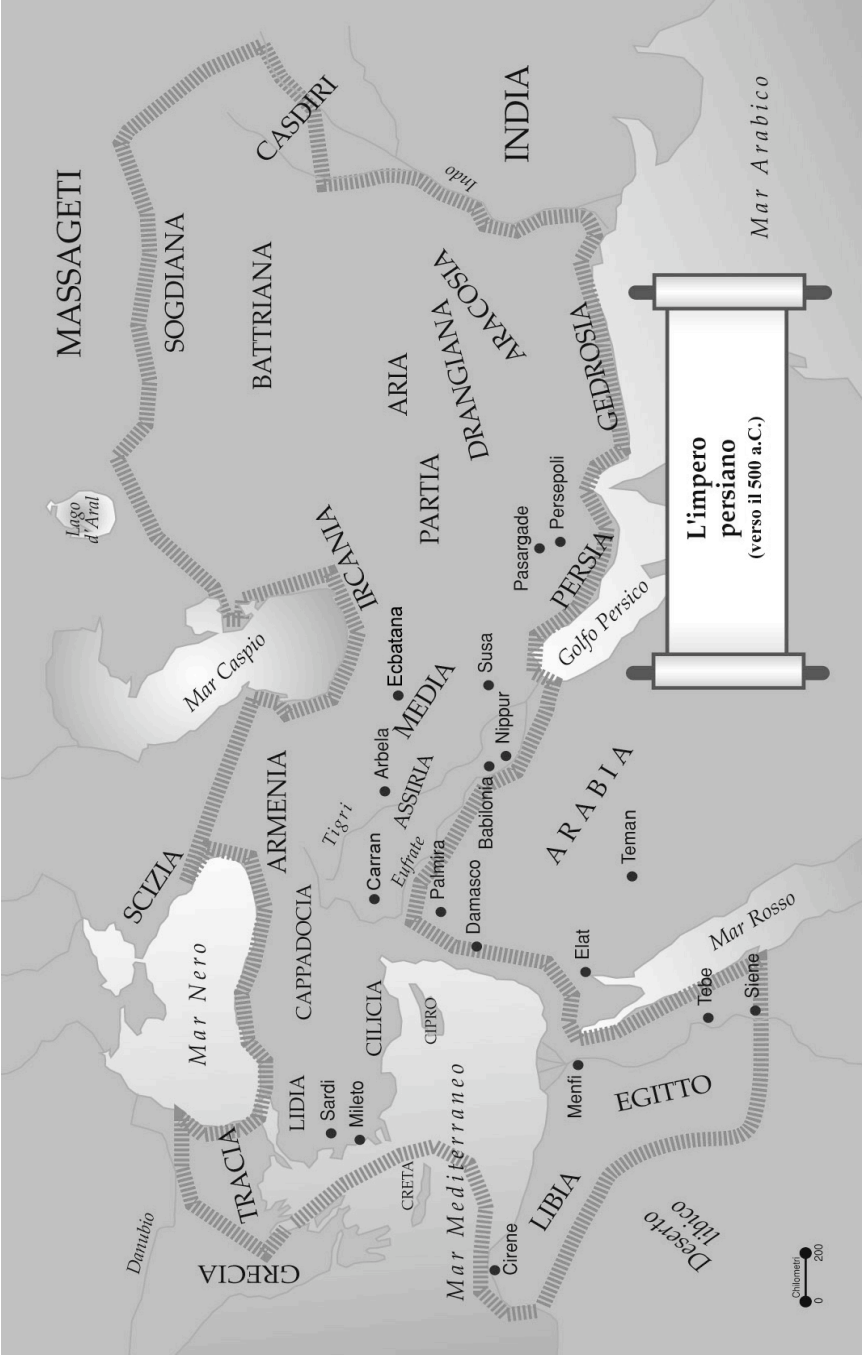 MASSAGETI
Lago
d'Aral
SCIZIA
SOGDIANA
CASDIRI
Mar Caspio
Mar Nero
Danubio
TRACIA
GRECIA
BATTRIANA
INDIA
Indo
IRCANIA
ARMENIA
CAPPADOCIA
LIDIA
Sardi
Mileto
CILICIA
CIPRO
CRETA
Mar Mediterraneo
Tigri
Eufrate
Carran
Arbela
ASSIRIA
MEDIA
Ecbatana
PARTIA
ARIA
DRANGIANA
ARACOSIA
GEDROSIA
Palmira
Damasco
Babilonia
Nippur
Susa
Pasargade
Persepoli
PERSIA
Golfo Persico
Mar Arabico
ARABIA
Teman
Elat
Mar Rosso
Menfi
EGITTO
Tebe
Siene
Cirene
LIBIA
Deserto
libico
L'impero
persiano
(verso il 500 a.C.)
Chilometri
0 200